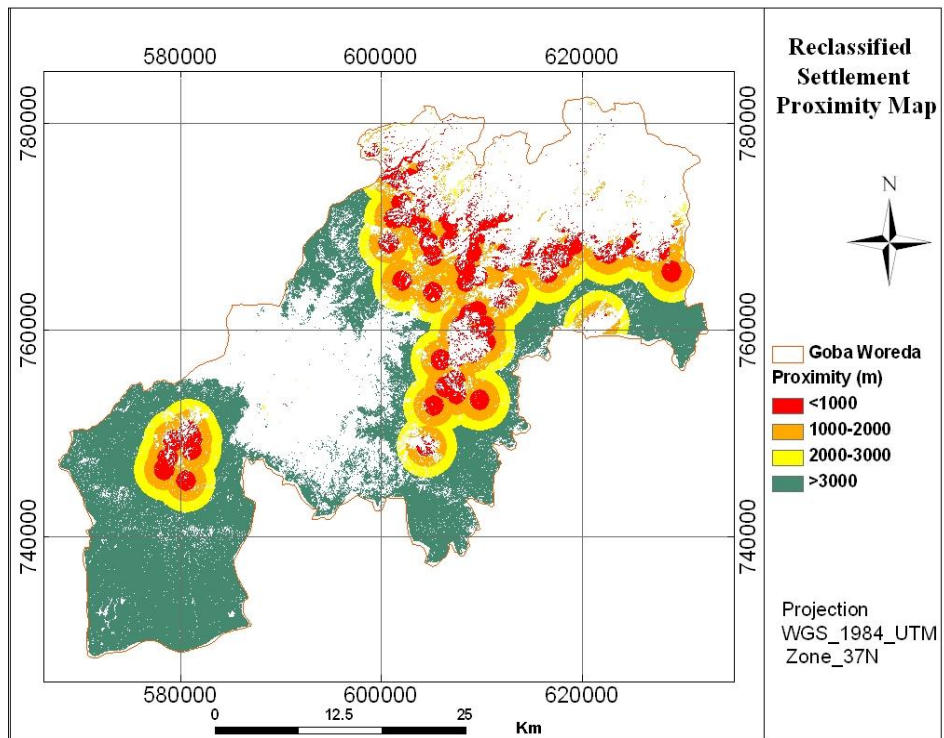 Reclassified
Settlement
Proximity Map
580000 600000 620000
780000 780000
N
760000 760000
Goba Woreda
Proximity (m)
<1000
1000-2000
2000-3000
>3000
740000 740000
Projection
WGS_1984_UTM
Zone_37N
580000 600000 620000
0 12.5 25
Km